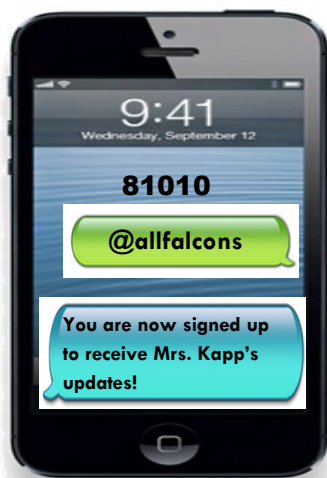 9:41
Wednesday, September 12
81010
@allfalcons
You are now signed up
to receive Mrs. Kapp's
updates!